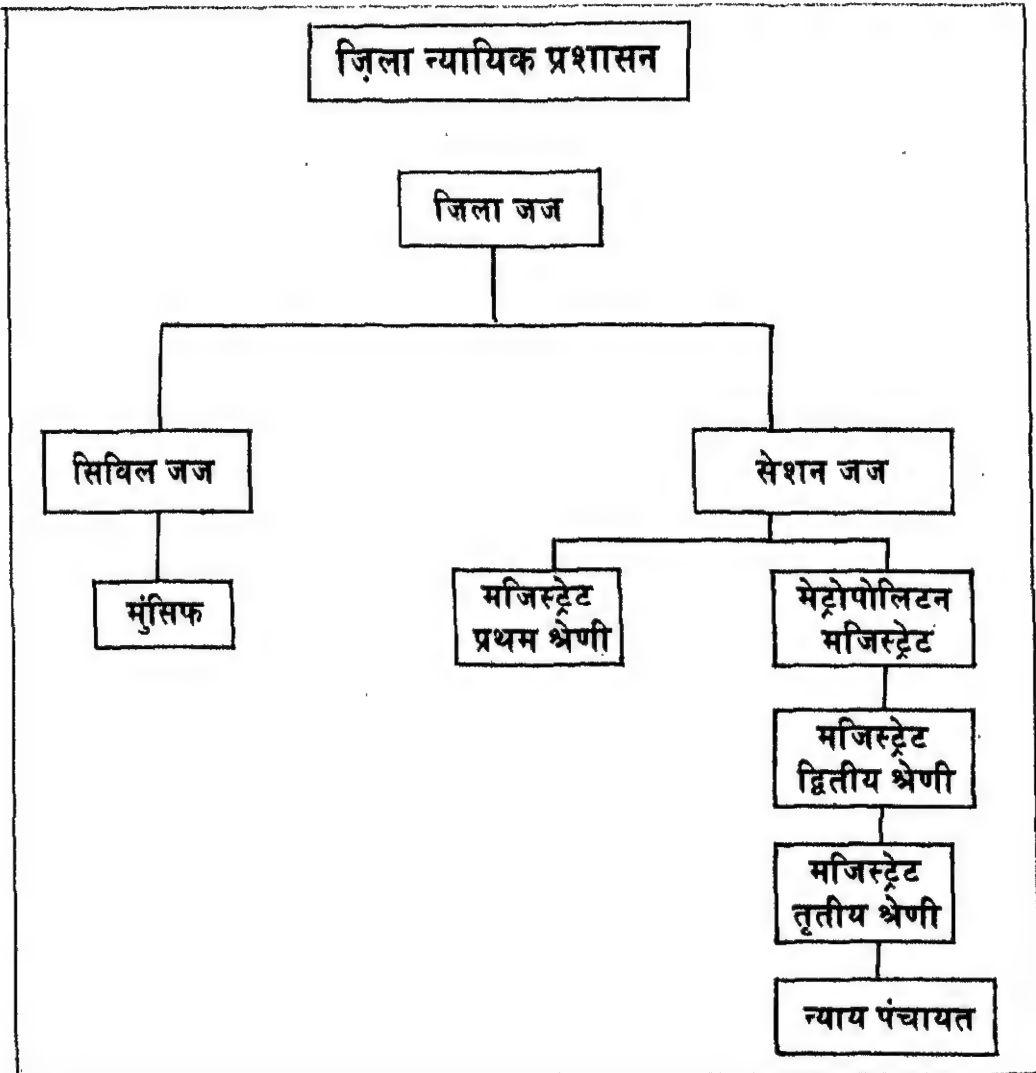 ज़िला न्यायिक प्रशासन
जिला जज
सिविल जज
सेशन जज
मुंसिफ
मजिस्ट्रेट
प्रथम श्रेणी
मेट्रोपोलिटन
मजिस्ट्रेट
मजिस्ट्रेट
द्वितीय श्रेणी
मजिस्ट्रेट
तृतीय श्रेणी
न्याय पंचायत